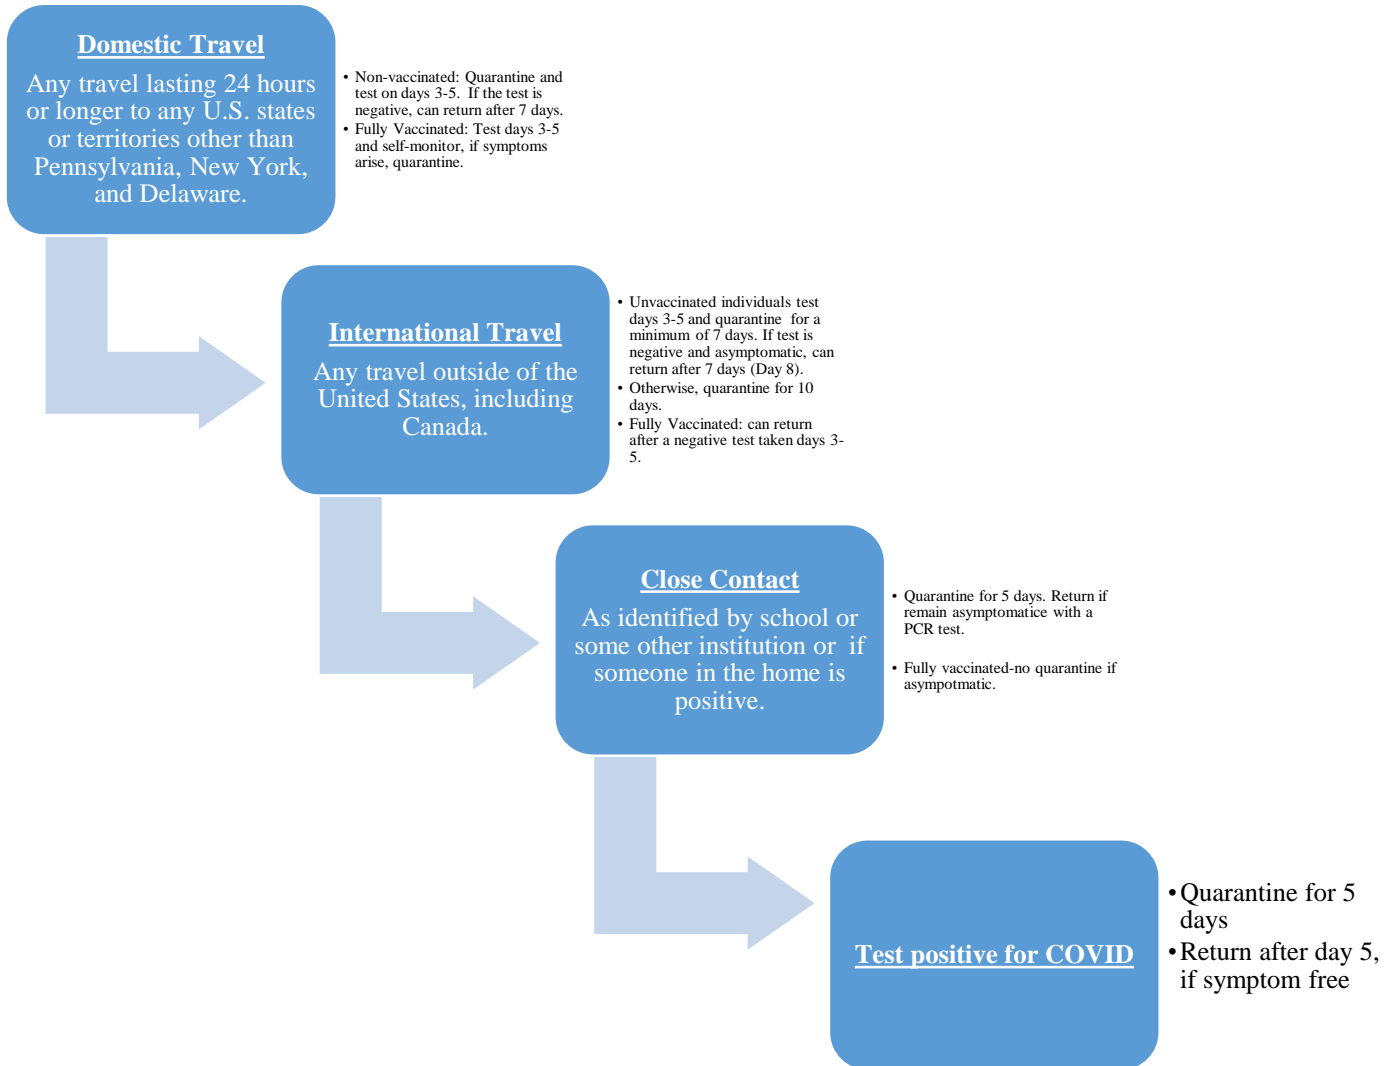 Domestic Travel
Any travel lasting 24 hours
or longer to any U.S. states
or territories other than
Pennsylvania, New York,
and Delaware.
• Non-vaccinated: Quarantine and
test on days 3-5.  If the test is
negative, can return after 7 days.
• Fully Vaccinated: Test days 3-5
and self-monitor, if symptoms
arise, quarantine.
International Travel
Any travel outside of the
United States, including
Canada.
• Unvaccinated individuals test
days 3-5 and quarantine  for a
minimum of 7 days. If test is
negative and asymptomatic, can
return after 7 days (Day 8).
• Otherwise, quarantine for 10
days.
• Fully Vaccinated: can return
after a negative test taken days 3-
5.
Close Contact
As identified by school or
some other institution or  if
someone in the home is
positive.
• Quarantine for 5 days. Return if
remain asymptomatice with a
PCR test.
• Fully vaccinated-no quarantine if
asympotmatic.
Test positive for COVID
•Quarantine for 5
days
•Return after day 5,
if symptom free